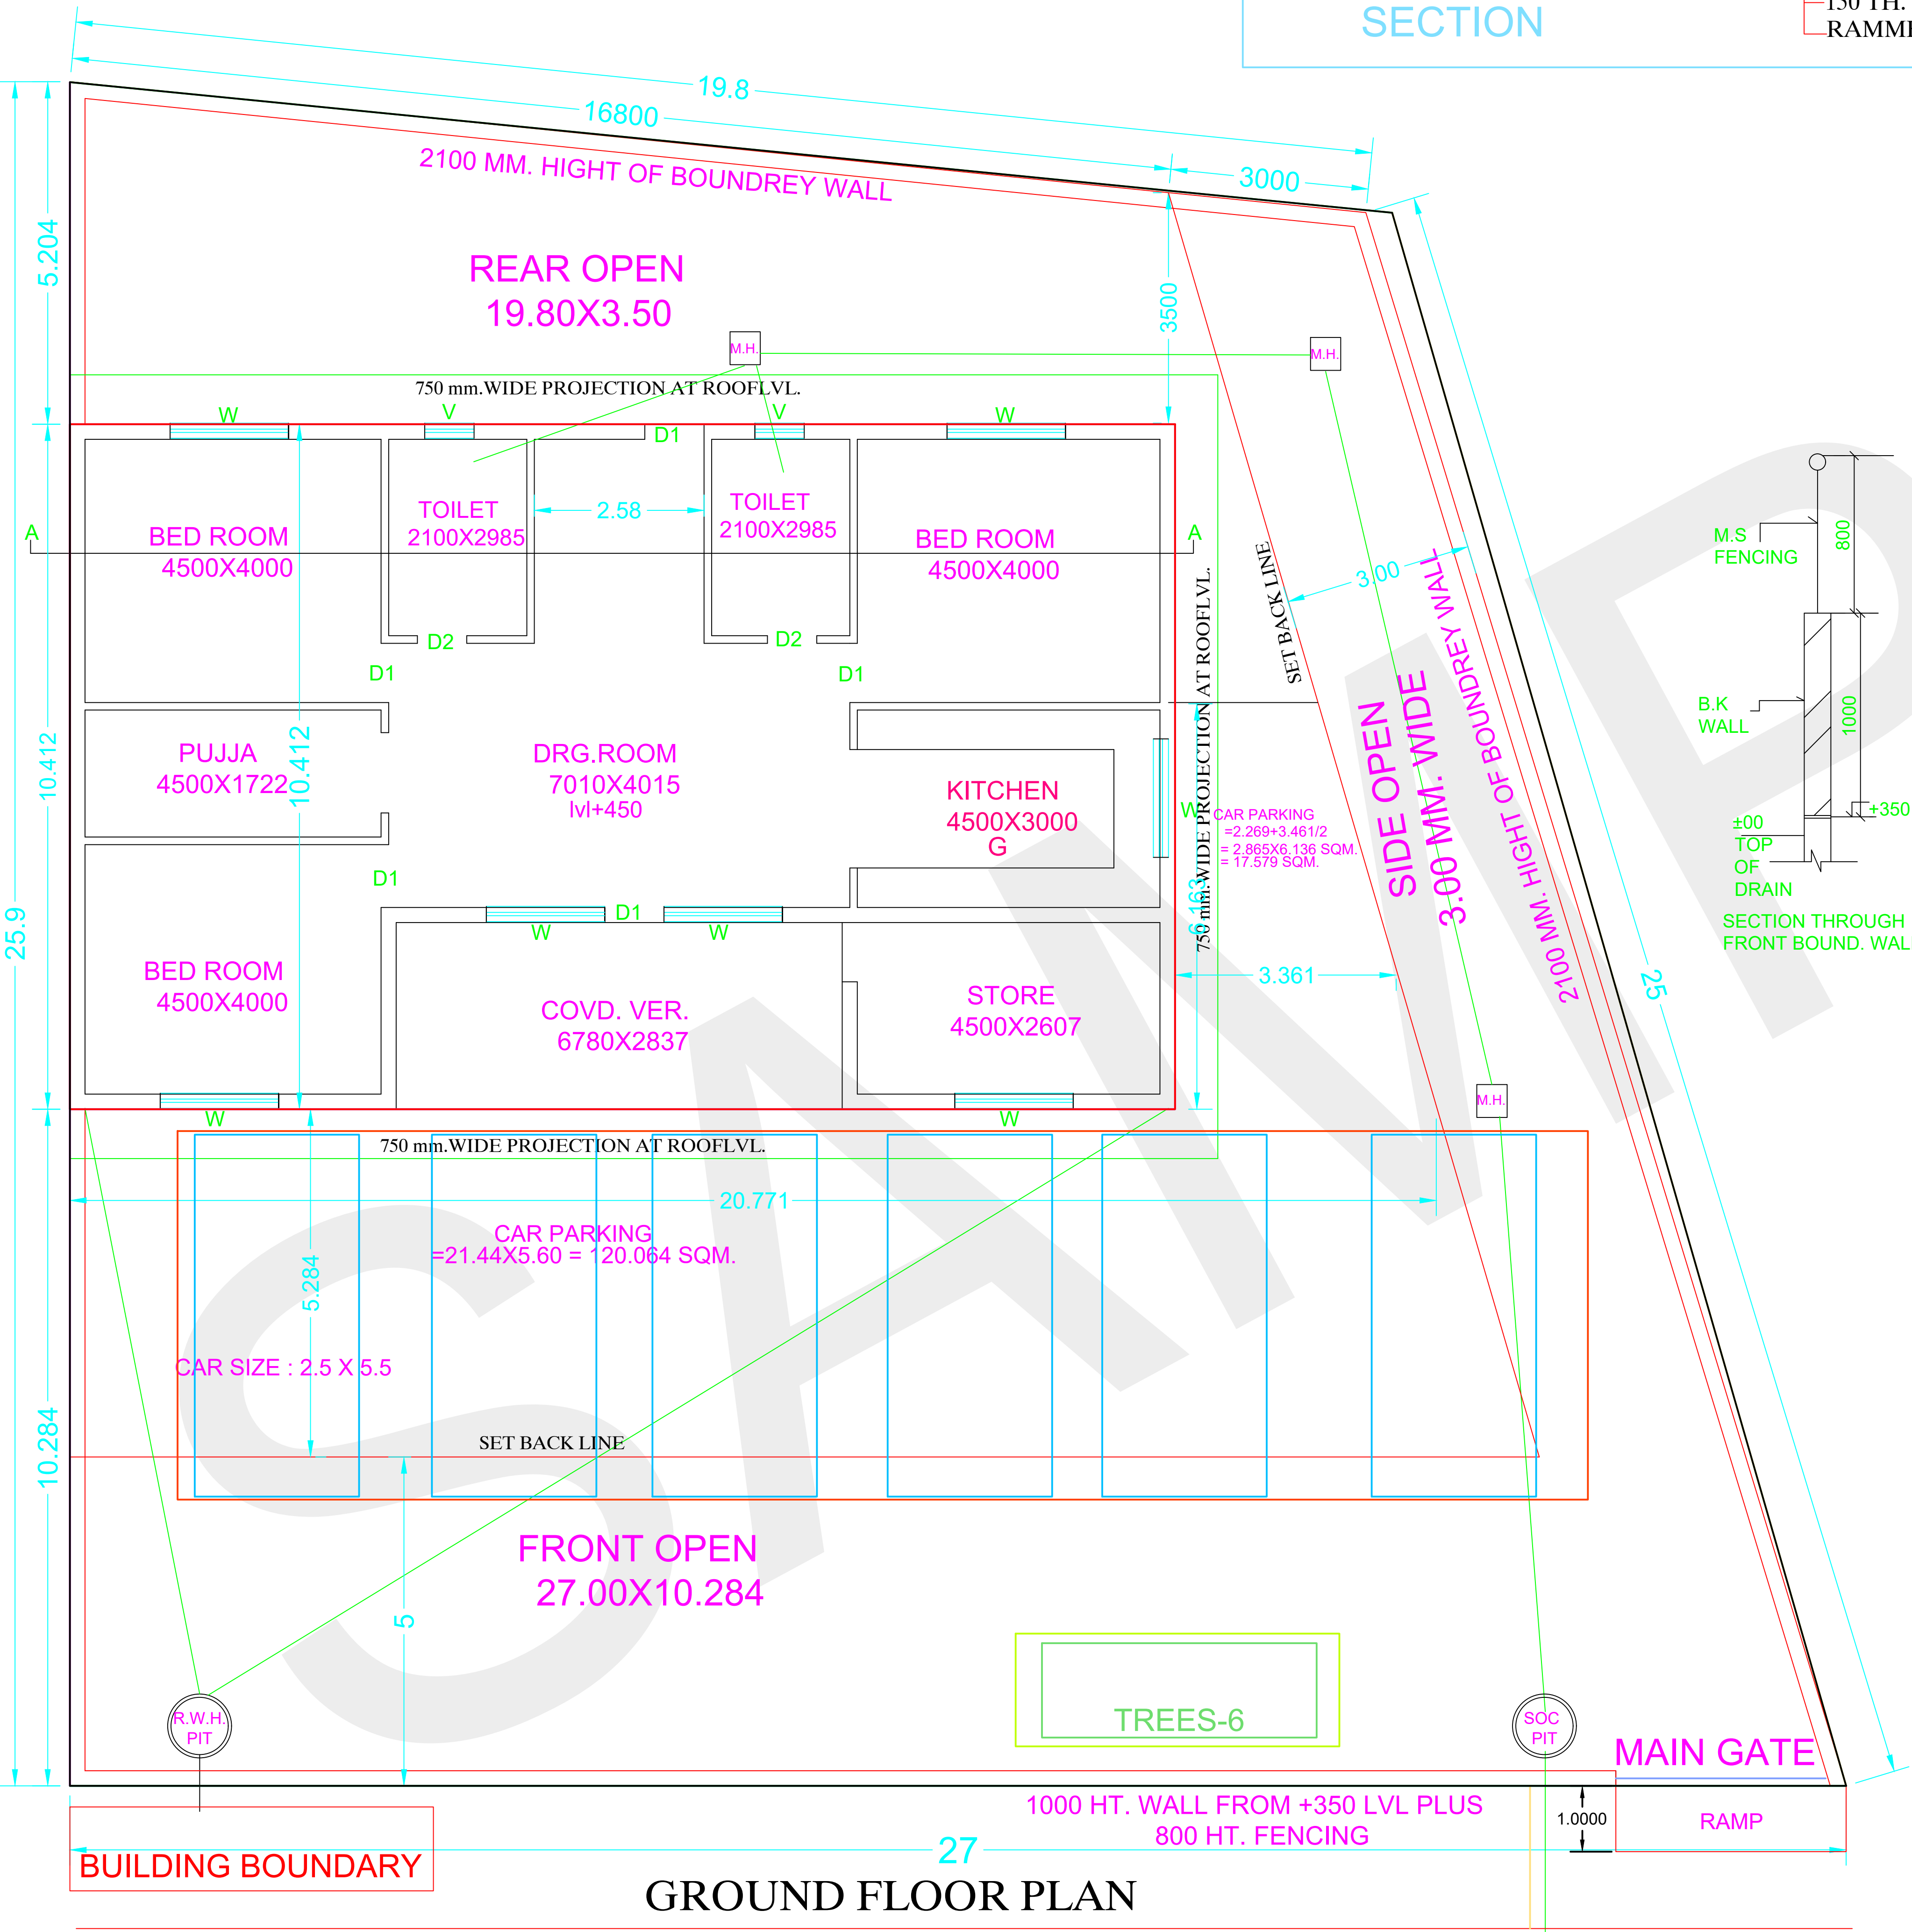 SECTION
150 TH.
19.8
16800
3000
2100 MM. HIGHT OF BOUNDREY WALL
5.204
REAR OPEN
19.80X3.50
3500
M.H.
M.H.
750 mm.WIDE PROJECTION AT ROOFLVL.
W
V
D1
V
W
A
BED ROOM
4500X4000
TOILET
2100X2985
2.58
TOILET
2100X2985
BED ROOM
4500X4000
A
SET BACK LINE
3.00
D2
D2
D1
D1
10.412
10.412
PUJJA
4500X1722
DRG.ROOM
7010X4015
lvl+450
KITCHEN
4500X3000
G
W
750 mm.WIDE PROJECTION AT ROOFLVL.
6.163
CAR PARKING
=2.269+3.461/2
= 2.865X6.136 SQM.
= 17.579 SQM.
SIDE OPEN
3.00 MM. WIDE
2100 MM. HIGHT OF BOUNDREY WALL
25
M.S
FENCING
800
B.K
WALL
1000
+350
±00
TOP
OF
DRAIN
SECTION THROUGH
FRONT BOUND. WAL
25.9
D1
W
D1
W
BED ROOM
4500X4000
COVD. VER.
6780X2837
STORE
4500X2607
3.361
M.H.
W
W
750 mm.WIDE PROJECTION AT ROOFLVL.
20.771
CAR PARKING
=21.44X5.60 = 120.064 SQM.
5.284
CAR SIZE : 2.5 X 5.5
10.284
SET BACK LINE
FRONT OPEN
27.00X10.284
5
R.W.H.
PIT
TREES-6
SOC
PIT
MAIN GATE
1000 HT. WALL FROM +350 LVL PLUS
800 HT. FENCING
1.0000
RAMP
27
BUILDING BOUNDARY
GROUND FLOOR PLAN